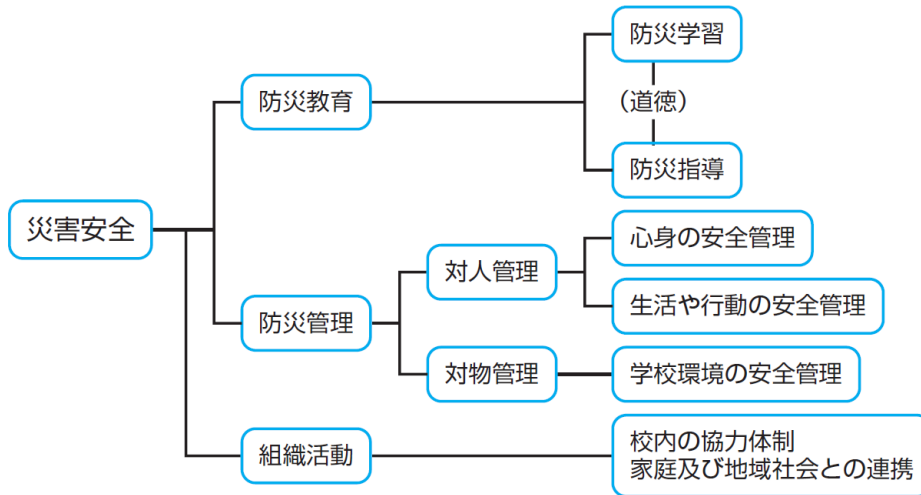 災害安全
防災教育
防災学習
(道徳)
防災指導
防災管理
対人管理
心身の安全管理
生活や行動の安全管理
対物管理
学校環境の安全管理
組織活動
校内の協力体制
家庭及び地域社会との連携